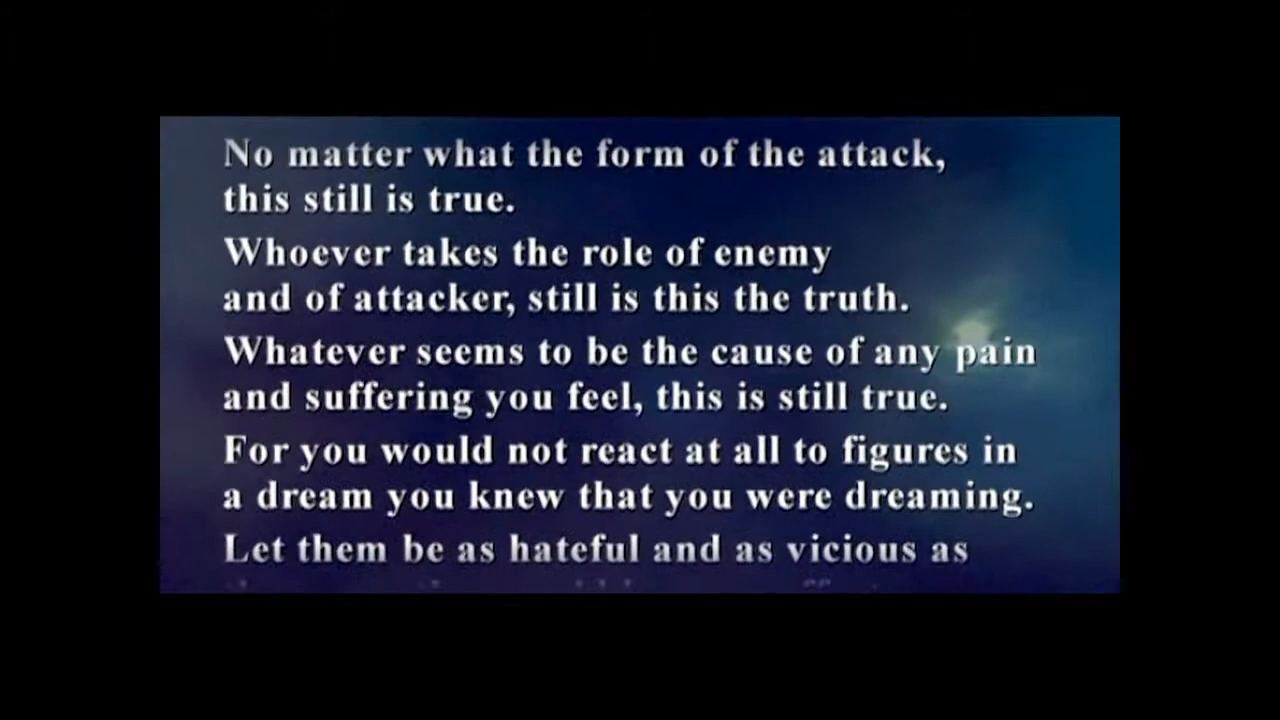 No matter what the form of the attack,
this still is true.
Whoever takes the role of enemy
and of attacker, still is this the truth.
Whatever seems to be the cause of any pain
and suffering you feel, this is still true.
For you would not react at all to figures in
a dream you knew that you were dreaming.
Let them be as hateful and as vicious as